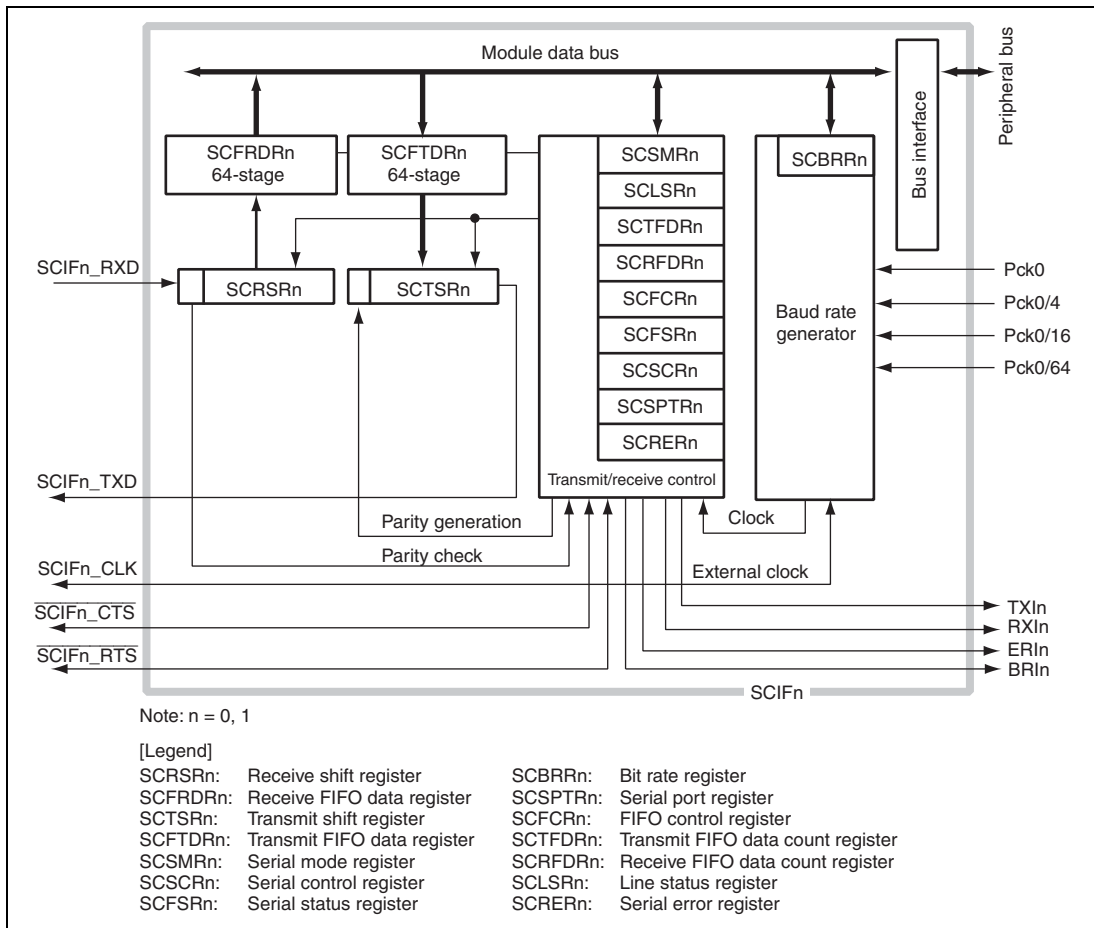 Module data bus
Peripheral bus
Bus interface
SCFRDRn
64-stage
SCFTDRn
64-stage
SCSMRn
SCLSRn
SCTFDRn
SCRFDRn
SCFCRn
SCFSRn
SCSCRn
SCSPTRn
SCRERn
Transmit/receive control
SCBRRn
Baud rate
generator
SCIFn_RXD
SCRSRn
SCTSRn
Pck0
Pck0/4
Pck0/16
Pck0/64
SCIFn_TXD
Parity generation
Parity check
Clock
SCIFn_CLK
External clock
SCIFn_CTS
SCIFn_RTS
TXIn
RXIn
ERIn
BRIn
SCIFn
Note: n = 0, 1
[Legend]
SCRSRn: Receive shift register
SCFRDRn: Receive FIFO data register
SCTSRn: Transmit shift register
SCFTDRn: Transmit FIFO data register
SCSMRn: Serial mode register
SCSCRn: Serial control register
SCFSRn: Serial status register
SCBRRn: Bit rate register
SCSPTRn: Serial port register
SCFCRn: FIFO control register
SCTFDRn: Transmit FIFO data count register
SCRFDRn: Receive FIFO data count register
SCLSRn: Line status register
SCRERn: Serial error register